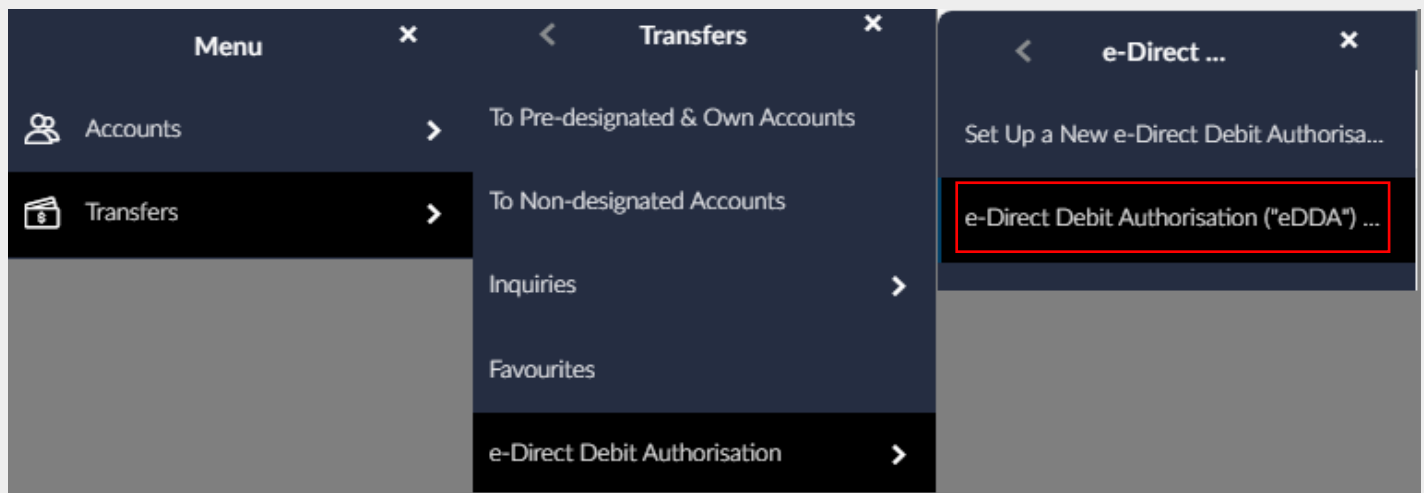 Menu
Accounts
Transfers
Transfers
To Pre-designated & Own Accounts
To Non-designated Accounts
Inquiries
Favourites
e-Direct Debit Authorisation
e-Direct ...
Set Up a New e-Direct Debit Authorisa...
e-Direct Debit Authorisation ("eDDA") ...